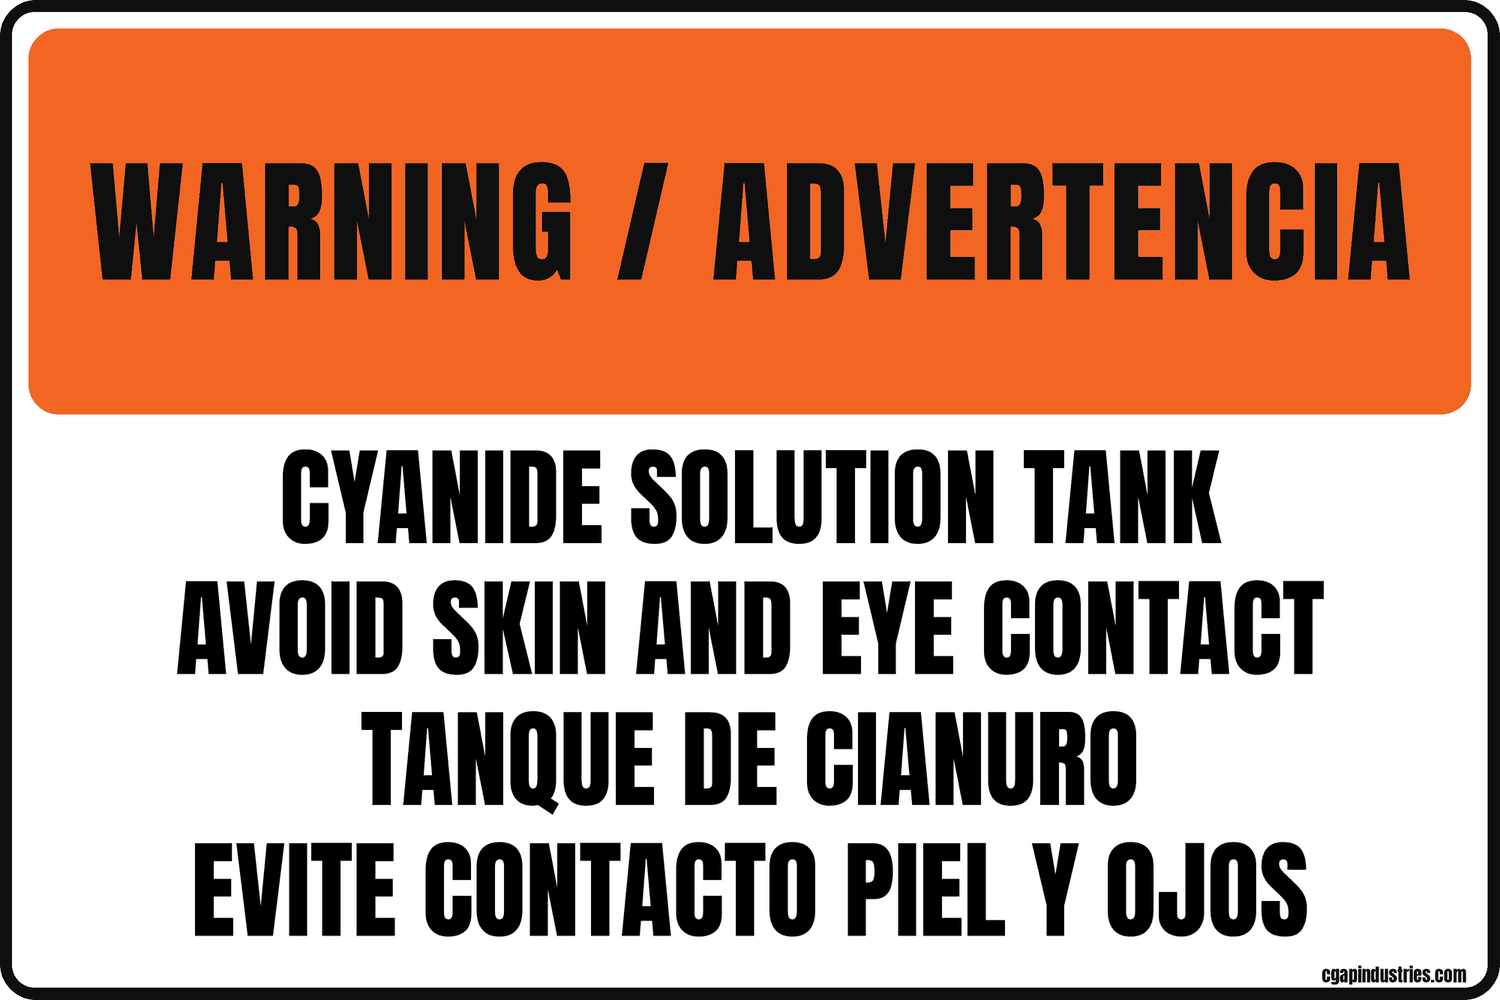 WARNING / ADVERTENCIA
CYANIDE SOLUTION TANK
AVOID SKIN AND EYE CONTACT
TANQUE DE CIANURO
EVITE CONTACTO PIEL Y OJOS
cgapindustries.com